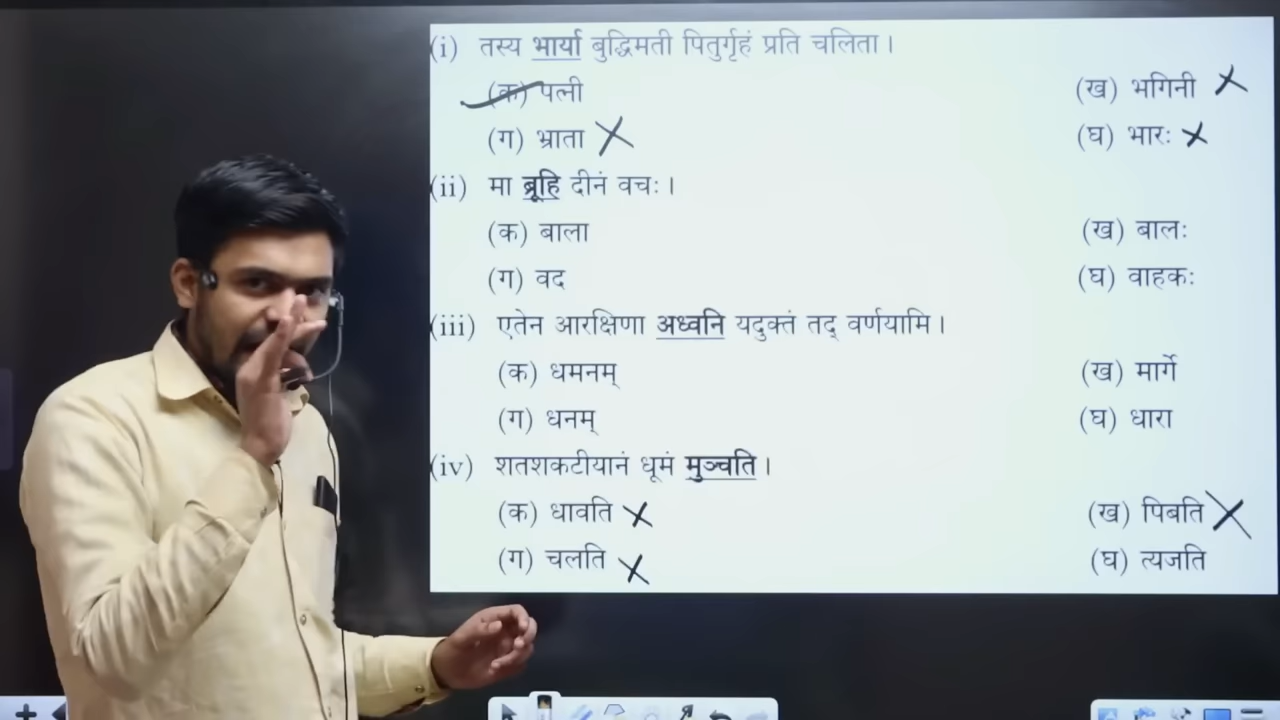 (i) तस्य भार्या बुद्धिमती पितुर्गृहं प्रति चलिता।
(क) पत्नी (ख) भगिनी
(ग) भ्राता (घ) भारः
(ii) मा ब्रूहि दीनं वचः।
(क) बाला (ख) बालः
(ग) वद (घ) वाहकः
(iii) एतेन आरक्षिणा अध्वनि यदुक्तं तद् वर्णयामि।
(क) धमनम् (ख) मार्गे
(ग) धनम् (घ) धारा
(iv) शतशकटीयानं धूमं मुञ्चति।
(क) धावति (ख) पिबति
(ग) चलति (घ) त्यजति